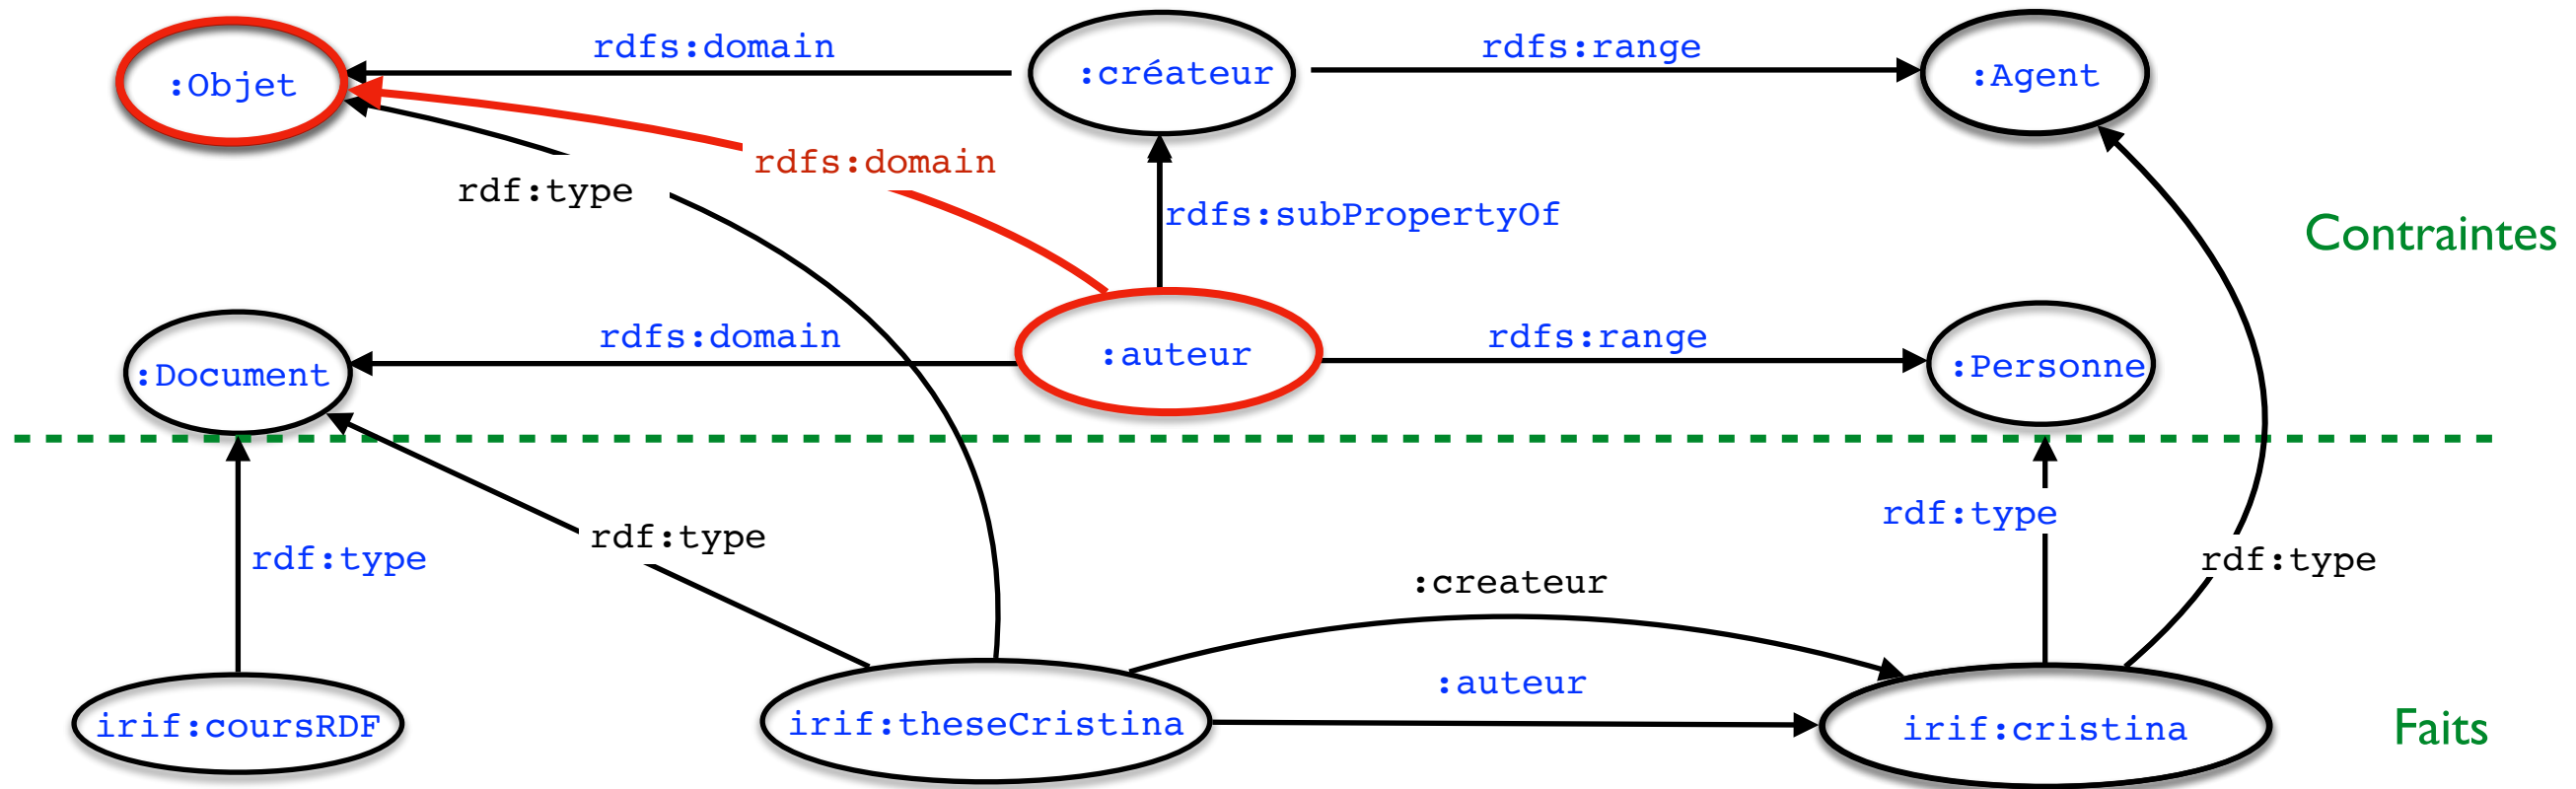 rdfs:domain
rdfs:range
:Objet
:créateur
:Agent
rdfs:domain
rdf:type
rdfs:subPropertyOf
Contraintes
rdfs:domain
rdfs:range
:Document
:auteur
:Personne
rdf:type
rdf:type
rdf:type
rdf:type
:createur
:auteur
irif:coursRDF
irif:theseCristina
irif:cristina
Faits